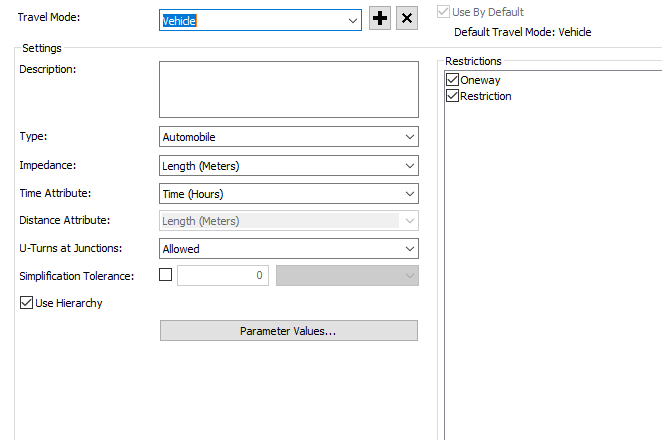 Travel Mode: Vehicle
Use By Default
Default Travel Mode: Vehicle
Settings
Description:
Type: Automobile
Impedance: Length (Meters)
Time Attribute: Time (Hours)
Distance Attribute: Length (Meters)
U-Turns at Junctions: Allowed
Simplification Tolerance: 0
Use Hierarchy
Parameter Values...
Restrictions
Oneway
Restriction